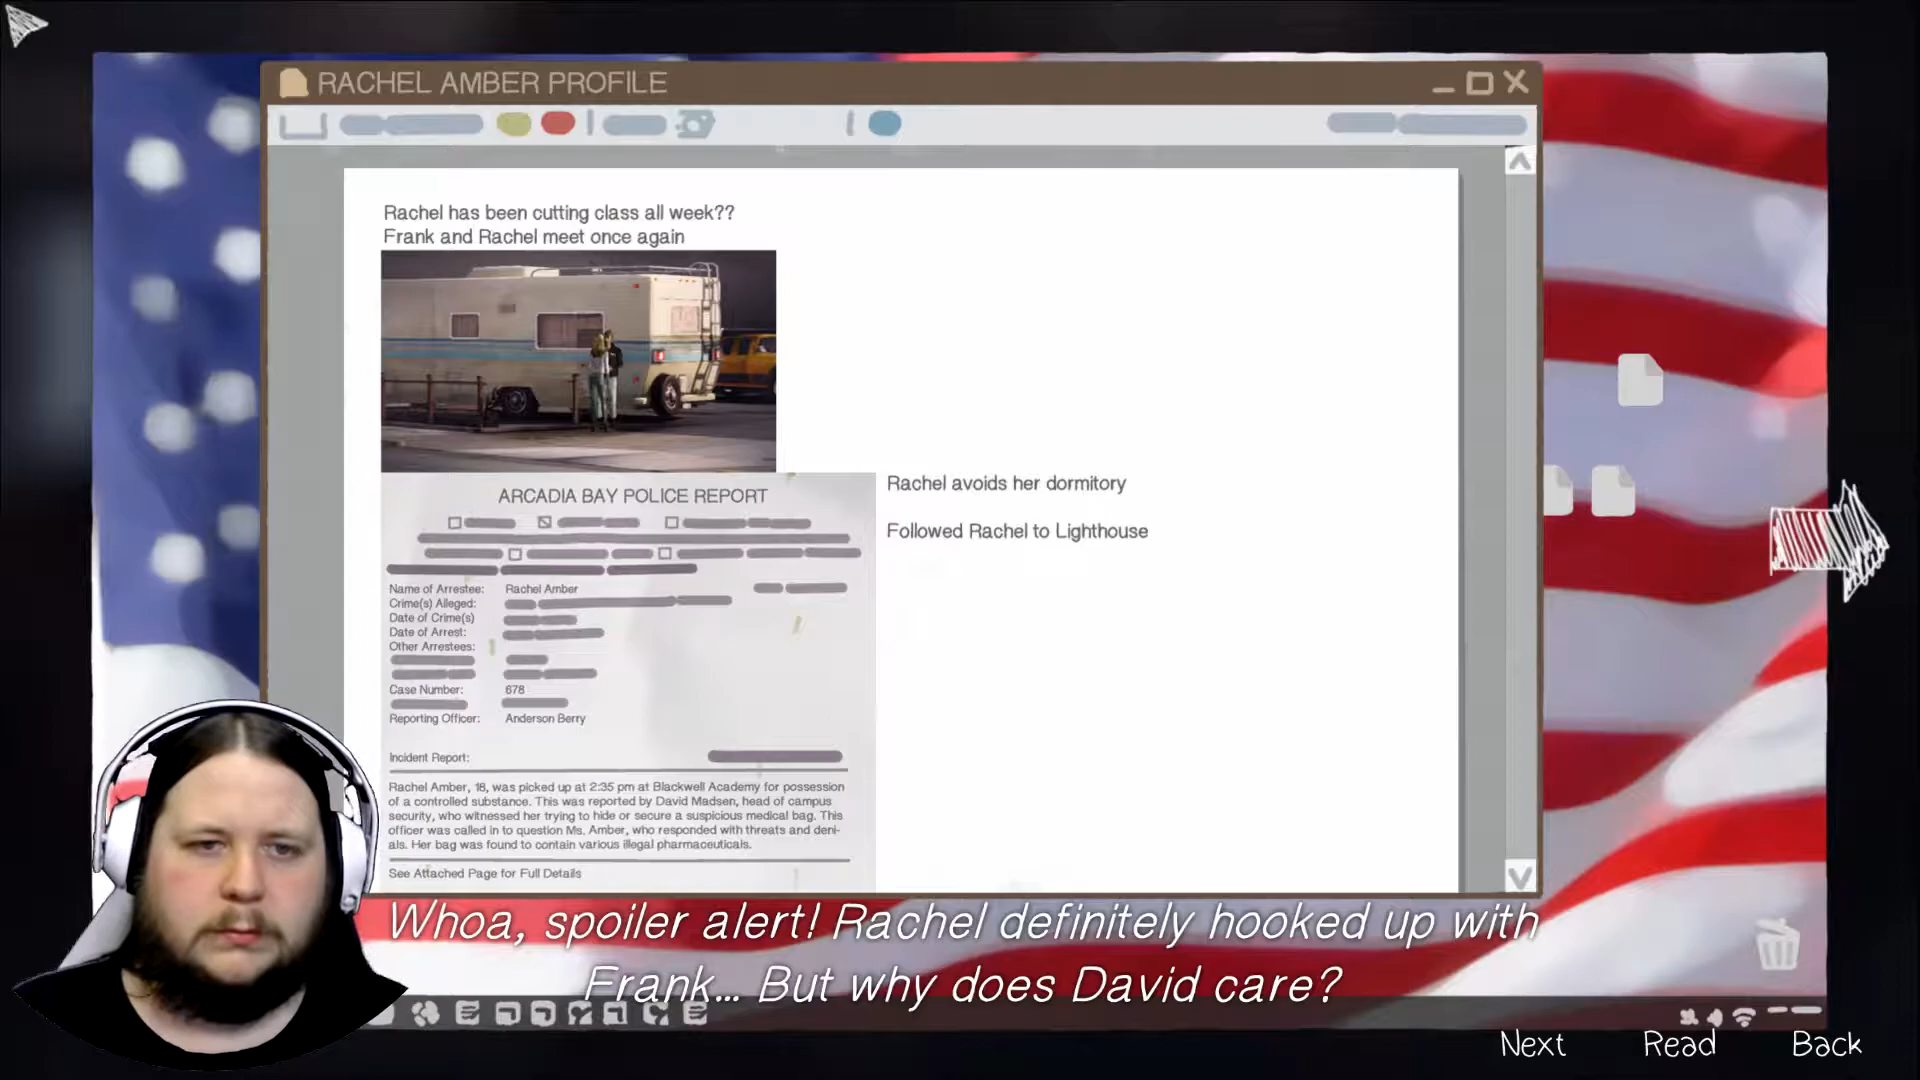 RACHEL AMBER PROFILE
Rachel has been cutting class all week??
Frank and Rachel meet once again
ARCADIA BAY POLICE REPORT
Name of Arrestee: Rachel Amber
Crime(s) Alleged:
Date of Crime(s)
Date of Arrest:
Other Arrestees:
Case Number: 678
Reporting Officer: Anderson Berry
Incident Report:
Rachel Amber, 18, was picked up at 2:35 pm at Blackwell Academy for possession
of a controlled substance. This was reported by David Madsen, head of campus
security, who witnessed her trying to hide or secure a suspicious medical bag. This
officer was called in to question Ms. Amber, who responded with threats and deni-
als. Her bag was found to contain various illegal pharmaceuticals.
See Attached Page for Full Details
Rachel avoids her dormitory
Followed Rachel to Lighthouse
Whoa, spoiler alert! Rachel definitely hooked up with
Frank... But why does David care?
Next Read Back